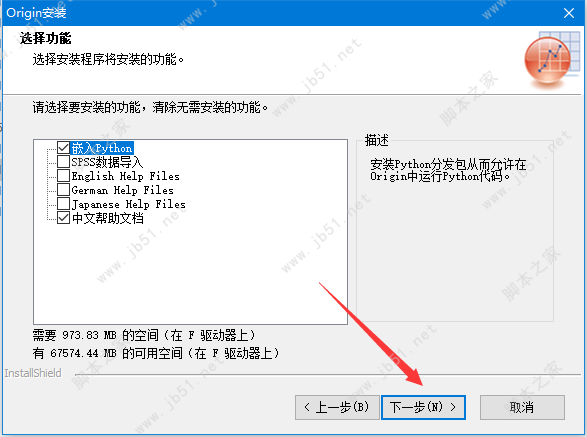 Origin安装
选择功能
选择安装程序将安装的功能。
请选择要安装的功能，清除无需安装的功能。
嵌入Python
SPSS数据导入
English Help Files
German Help Files
Japanese Help Files
中文帮助文档
描述
安装Python分发包从而允许在
Origin中运行Python代码。
需要 973.83 MB 的空间（在 F 驱动器上）
有 67574.44 MB 的可用空间（在 F 驱动器上）
InstallShield
< 上一步(B)
下一步(N) >
取消
www.jb51.net
脚本之家